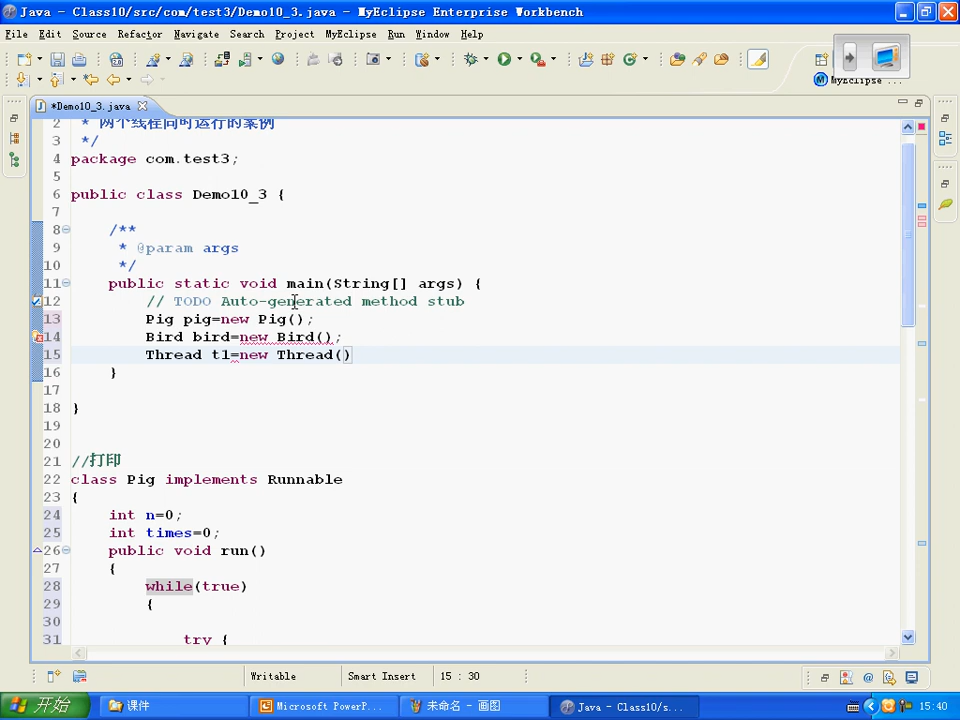 Java - Class10/src/com/test3/Demo10_3.java - MyEclipse Enterprise Workbench
File Edit Source Refactor Navigate Search Project MyEclipse Run Window Help
MyEclipse ...
*Demo10_3.java
2 * 两个线程同时运行的案例
3 */
4 package com.test3;
5
6 public class Demo10_3 {
7
8 /**
9 * @param args
10 */
11 public static void main(String[] args) {
12 // TODO Auto-generated method stub
13 Pig pig=new Pig();
14 Bird bird=new Bird();
15 Thread t1=new Thread()
16 }
17
18 }
19
20
21 //打印
22 class Pig implements Runnable
23 {
24 int n=0;
25 int times=0;
26 public void run()
27 {
28 while(true)
29 {
30
31 try {
Writable Smart Insert 15 : 30
开始 课件 Microsoft PowerP... 未命名 - 画图 Java - Class10/s... 15:40